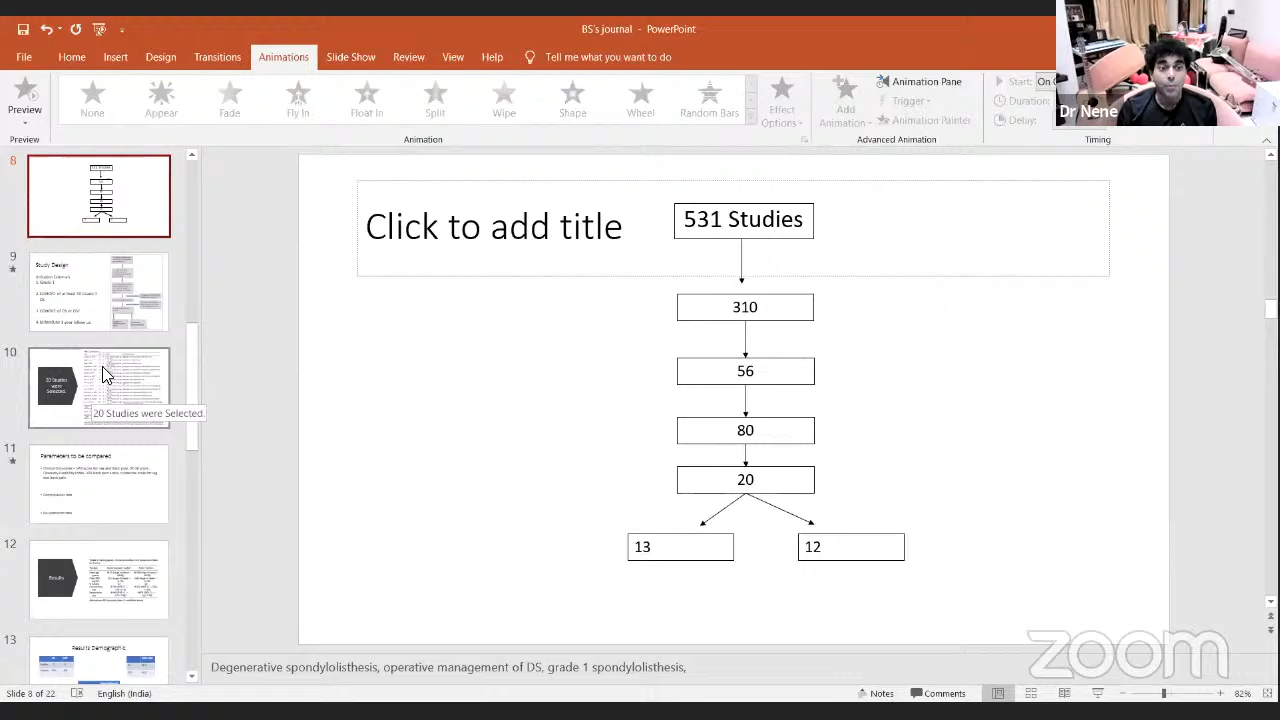 BS's journal - PowerPoint
File Home Insert Design Transitions Animations Slide Show Review View Help Tell me what you want to do
Dr Nene
Preview None Appear Fade Fly In Float In Split Wipe Shape Wheel Random Bars Effect Options Add Animation
Animation Pane
Trigger
Animation Painter
Start: On C
Duration:
Delay:
Preview Animation Advanced Animation Timing
8
9
Study Design
10
20 Studies were Selected.
20 Studies were Selected.
11
Parameters to be compared
12
Results
13
Results Demographic
Click to add title
531 Studies
310
56
80
20
13 12
Degenerative spondylolisthesis, operative management of DS, grade 1 spondylolisthesis,
zoom
Slide 8 of 22 English (India) Notes Comments 82%